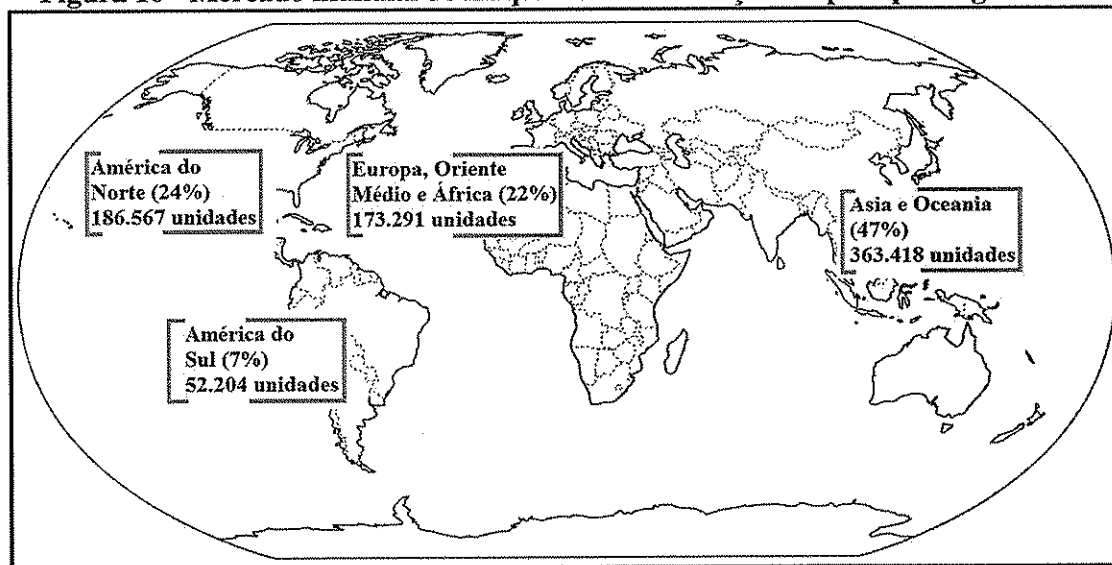 América do
Norte (24%)
186.567 unidades
Europa, Oriente
Médio e África (22%)
173.291 unidades
Asia e Oceania
(47%)
363.418 unidades
América do
Sul (7%)
52.204 unidades